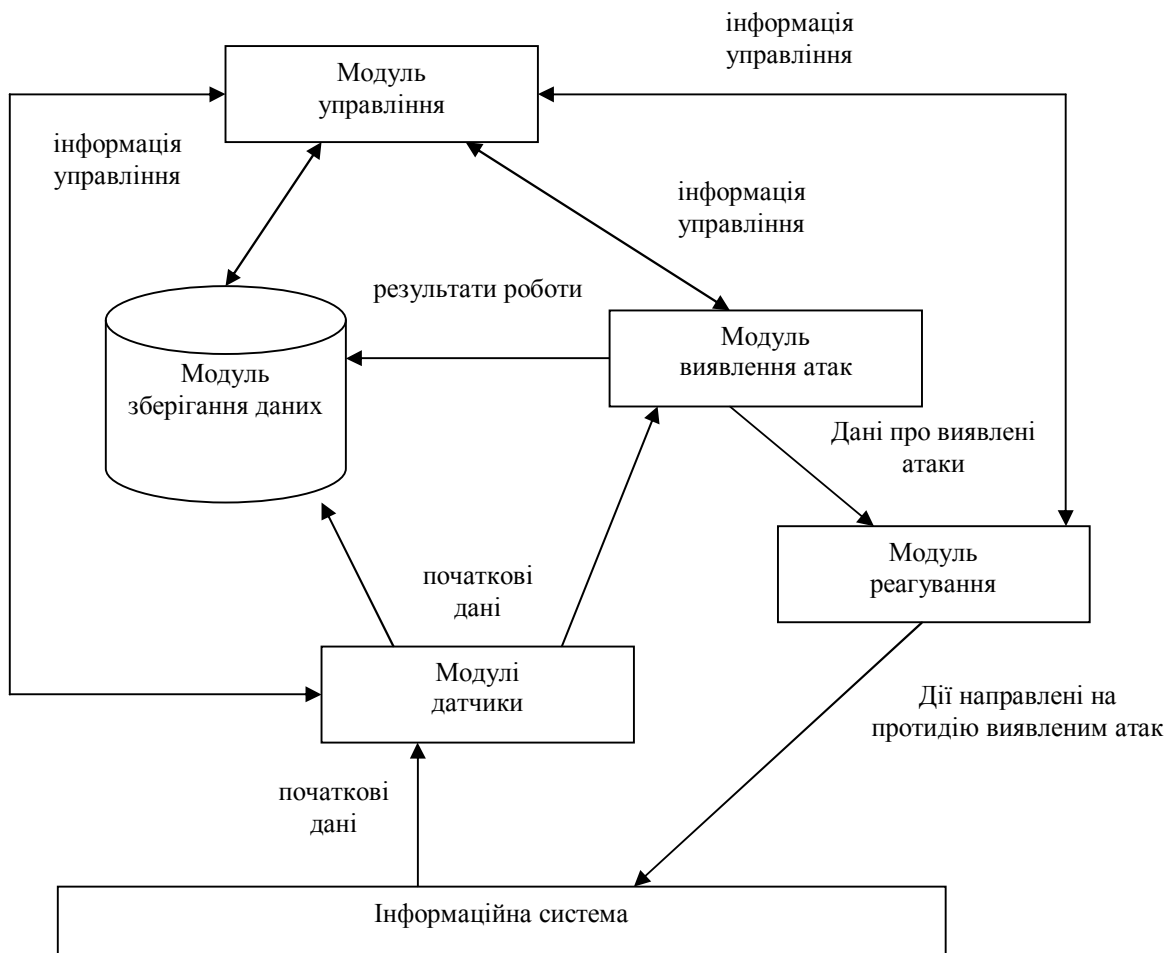 інформація
управління
Модуль
управління
інформація
управління
інформація
управління
результати роботи
Модуль
виявлення атак
Модуль
зберігання даних
Дані про виявлені
атаки
Модуль
реагування
початкові
дані
Модулі
датчики
Дії направлені на
протидію виявленим атак
початкові
дані
Інформаційна система